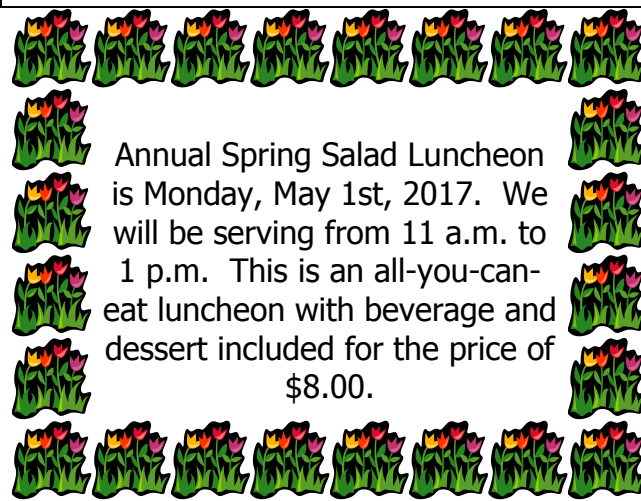 Annual Spring Salad Luncheon
is Monday, May 1st, 2017.  We
will be serving from 11 a.m. to
1 p.m.  This is an all-you-can-
eat luncheon with beverage and
dessert included for the price of
$8.00.